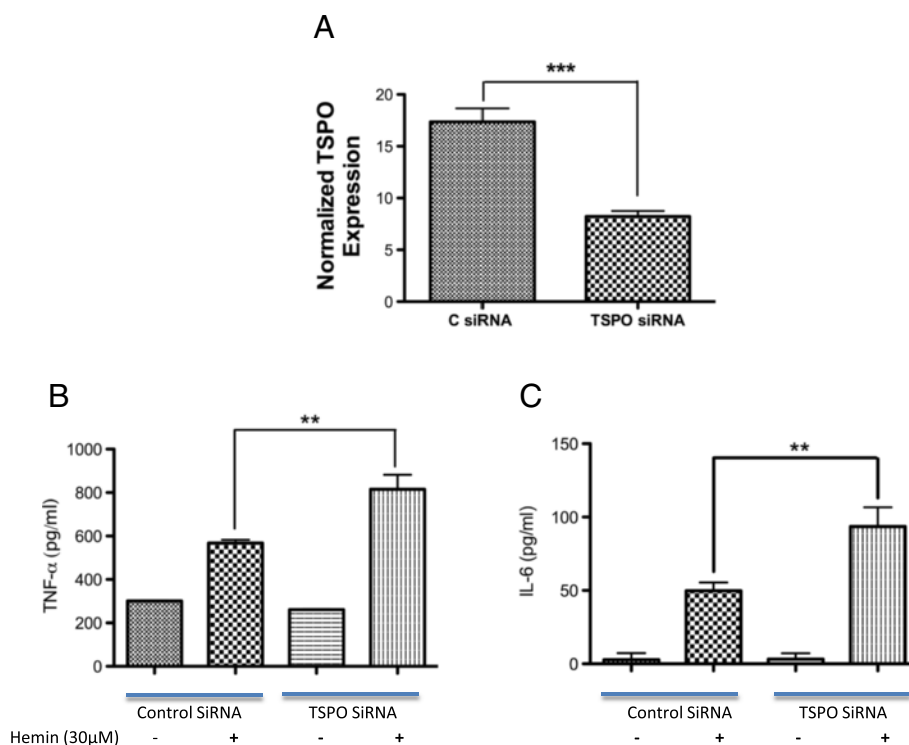 A
***
Normalized TSPO
Expression
20
15
10
5
0
C siRNA
TSPO siRNA
B
**
TNF-α (pg/ml)
1000
800
600
400
200
0
Control SiRNA
TSPO SiRNA
Hemin (30μM)
-
+
-
+
C
**
IL-6 (pg/ml)
150
100
50
0
Control SiRNA
TSPO SiRNA
-
+
-
+